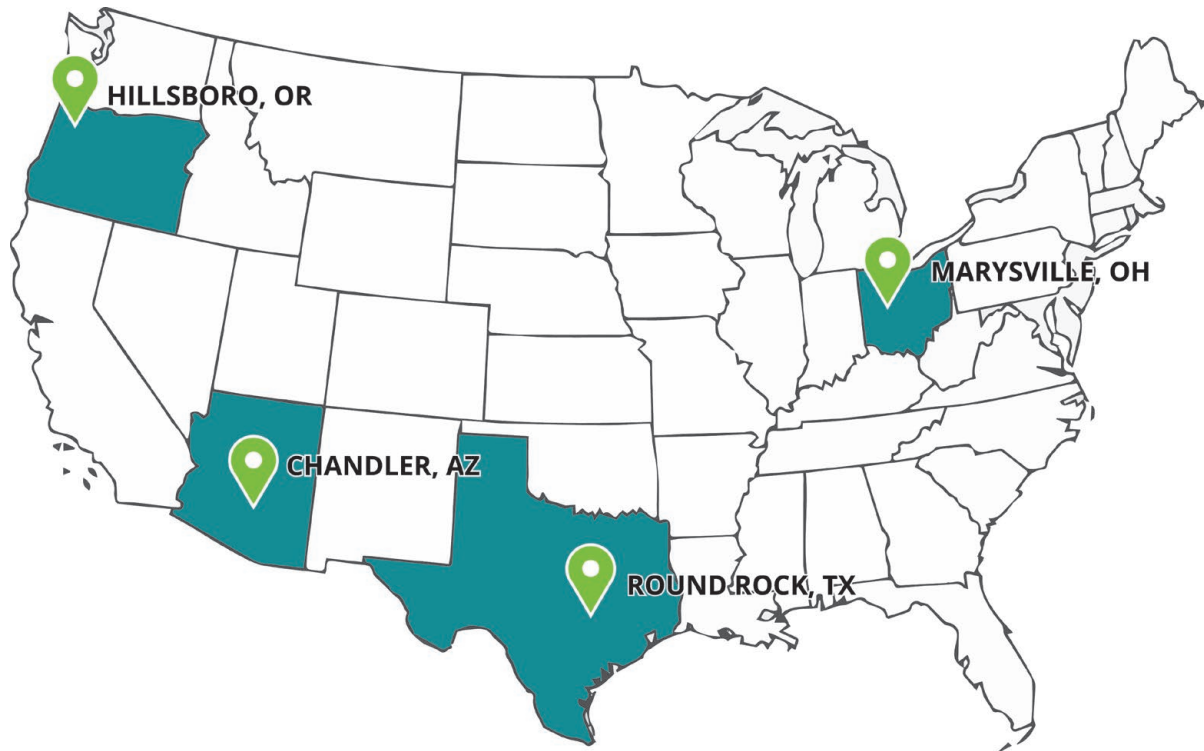 HILLSBORO, OR
MARYSVILLE, OH
CHANDLER, AZ
ROUND ROCK, TX